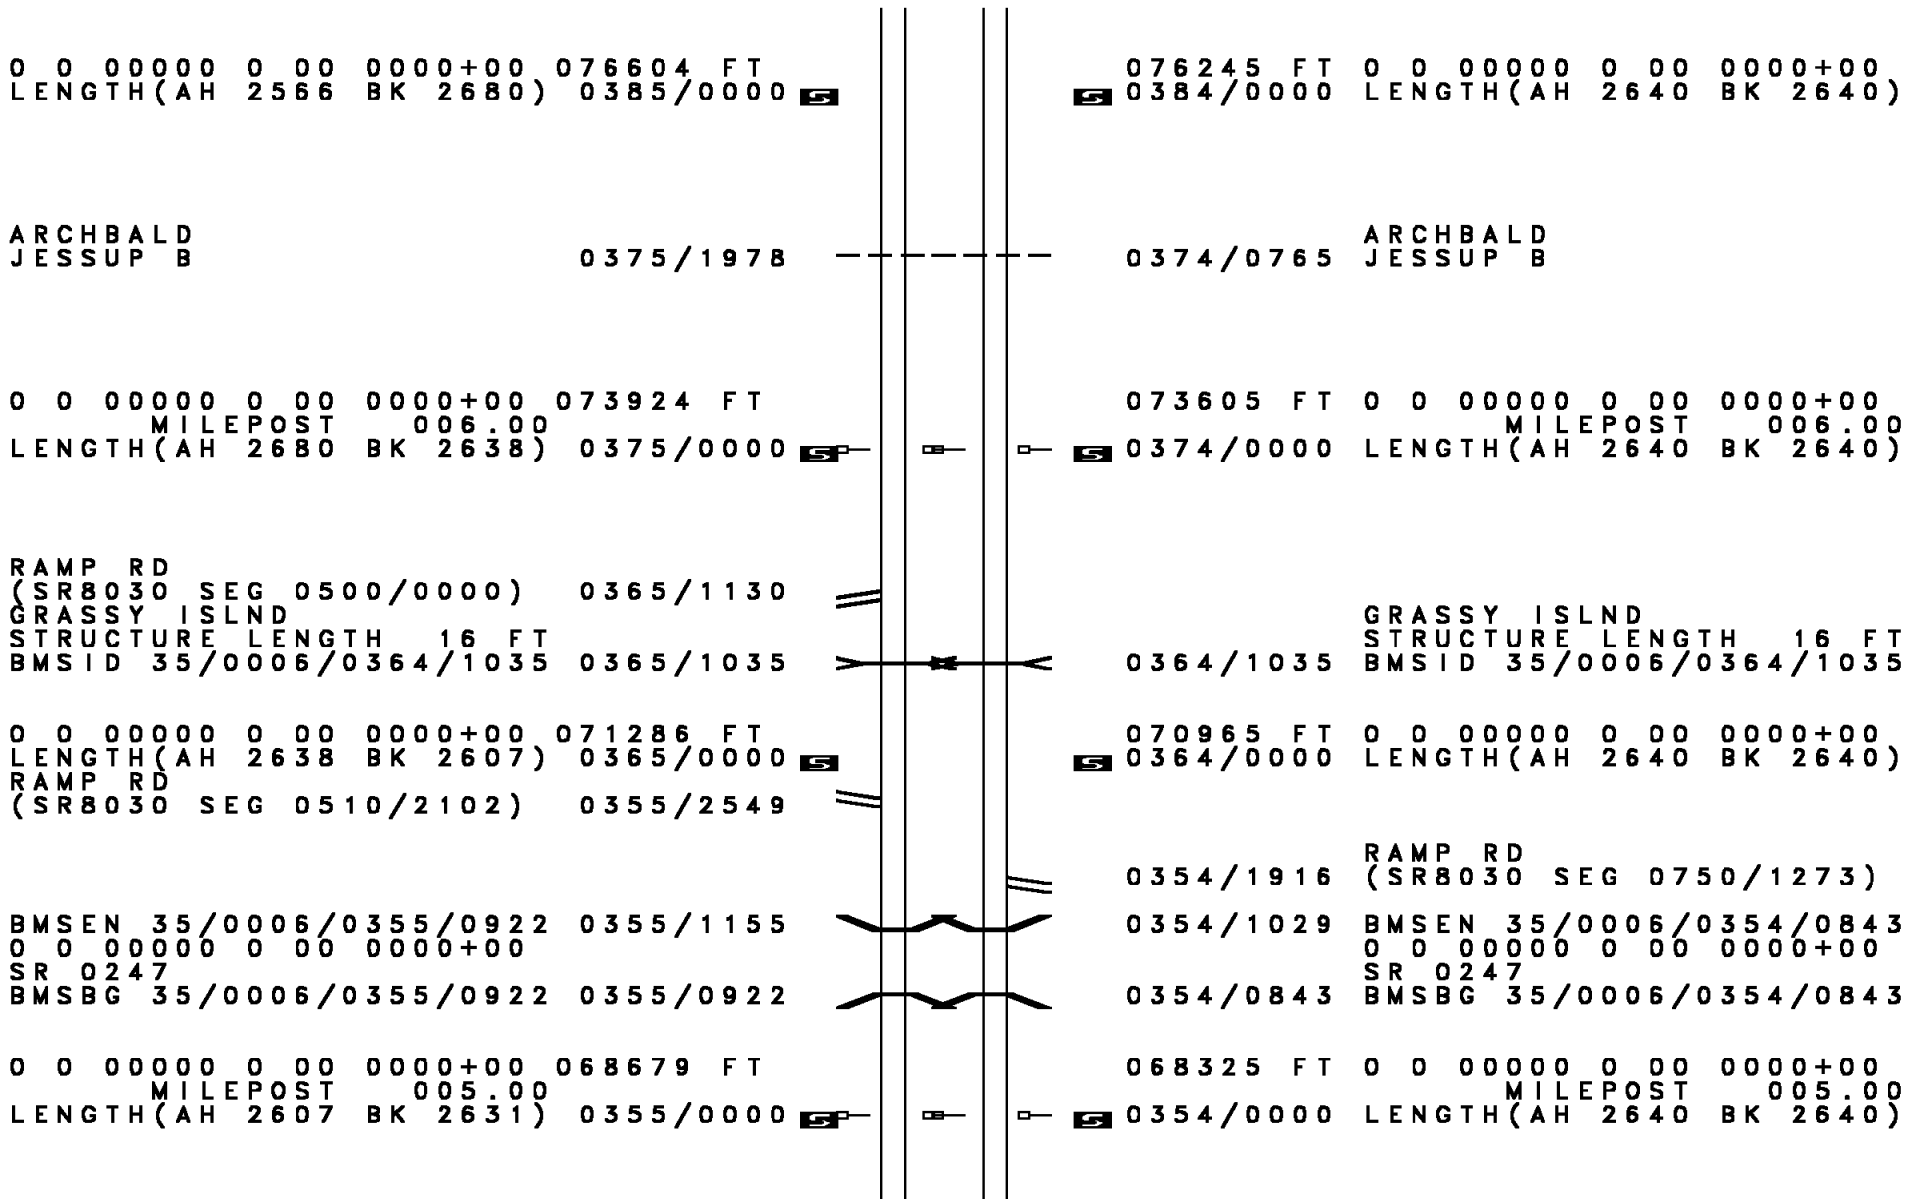 0 0 00000 0 00 0000+00 076604 FT
LENGTH(AH 2566 BK 2680) 0385/0000 S
076245 FT 0 0 00000 0 00 0000+00
S 0384/0000 LENGTH(AH 2640 BK 2640)
ARCHBALD
JESSUP B 0375/1978
ARCHBALD
0374/0765 JESSUP B
0 0 00000 0 00 0000+00 073924 FT
MILEPOST 006.00
LENGTH(AH 2680 BK 2638) 0375/0000 S
073605 FT 0 0 00000 0 00 0000+00
MILEPOST 006.00
S 0374/0000 LENGTH(AH 2640 BK 2640)
RAMP RD
(SR8030 SEG 0500/0000) 0365/1130
GRASSY ISLND
STRUCTURE LENGTH 16 FT
BMSID 35/0006/0364/1035 0365/1035
GRASSY ISLND
STRUCTURE LENGTH 16 FT
0364/1035 BMSID 35/0006/0364/1035
0 0 00000 0 00 0000+00 071286 FT
LENGTH(AH 2638 BK 2607) 0365/0000 S
070965 FT 0 0 00000 0 00 0000+00
S 0364/0000 LENGTH(AH 2640 BK 2640)
RAMP RD
(SR8030 SEG 0510/2102) 0355/2549
RAMP RD
0354/1916 (SR8030 SEG 0750/1273)
BMSEN 35/0006/0355/0922 0355/1155
0 0 00000 0 00 0000+00
SR 0247
BMSBG 35/0006/0355/0922 0355/0922
0354/1029 BMSEN 35/0006/0354/0843
0 0 00000 0 00 0000+00
SR 0247
0354/0843 BMSBG 35/0006/0354/0843
0 0 00000 0 00 0000+00 068679 FT
MILEPOST 005.00
LENGTH(AH 2607 BK 2631) 0355/0000 S
068325 FT 0 0 00000 0 00 0000+00
MILEPOST 005.00
S 0354/0000 LENGTH(AH 2640 BK 2640)